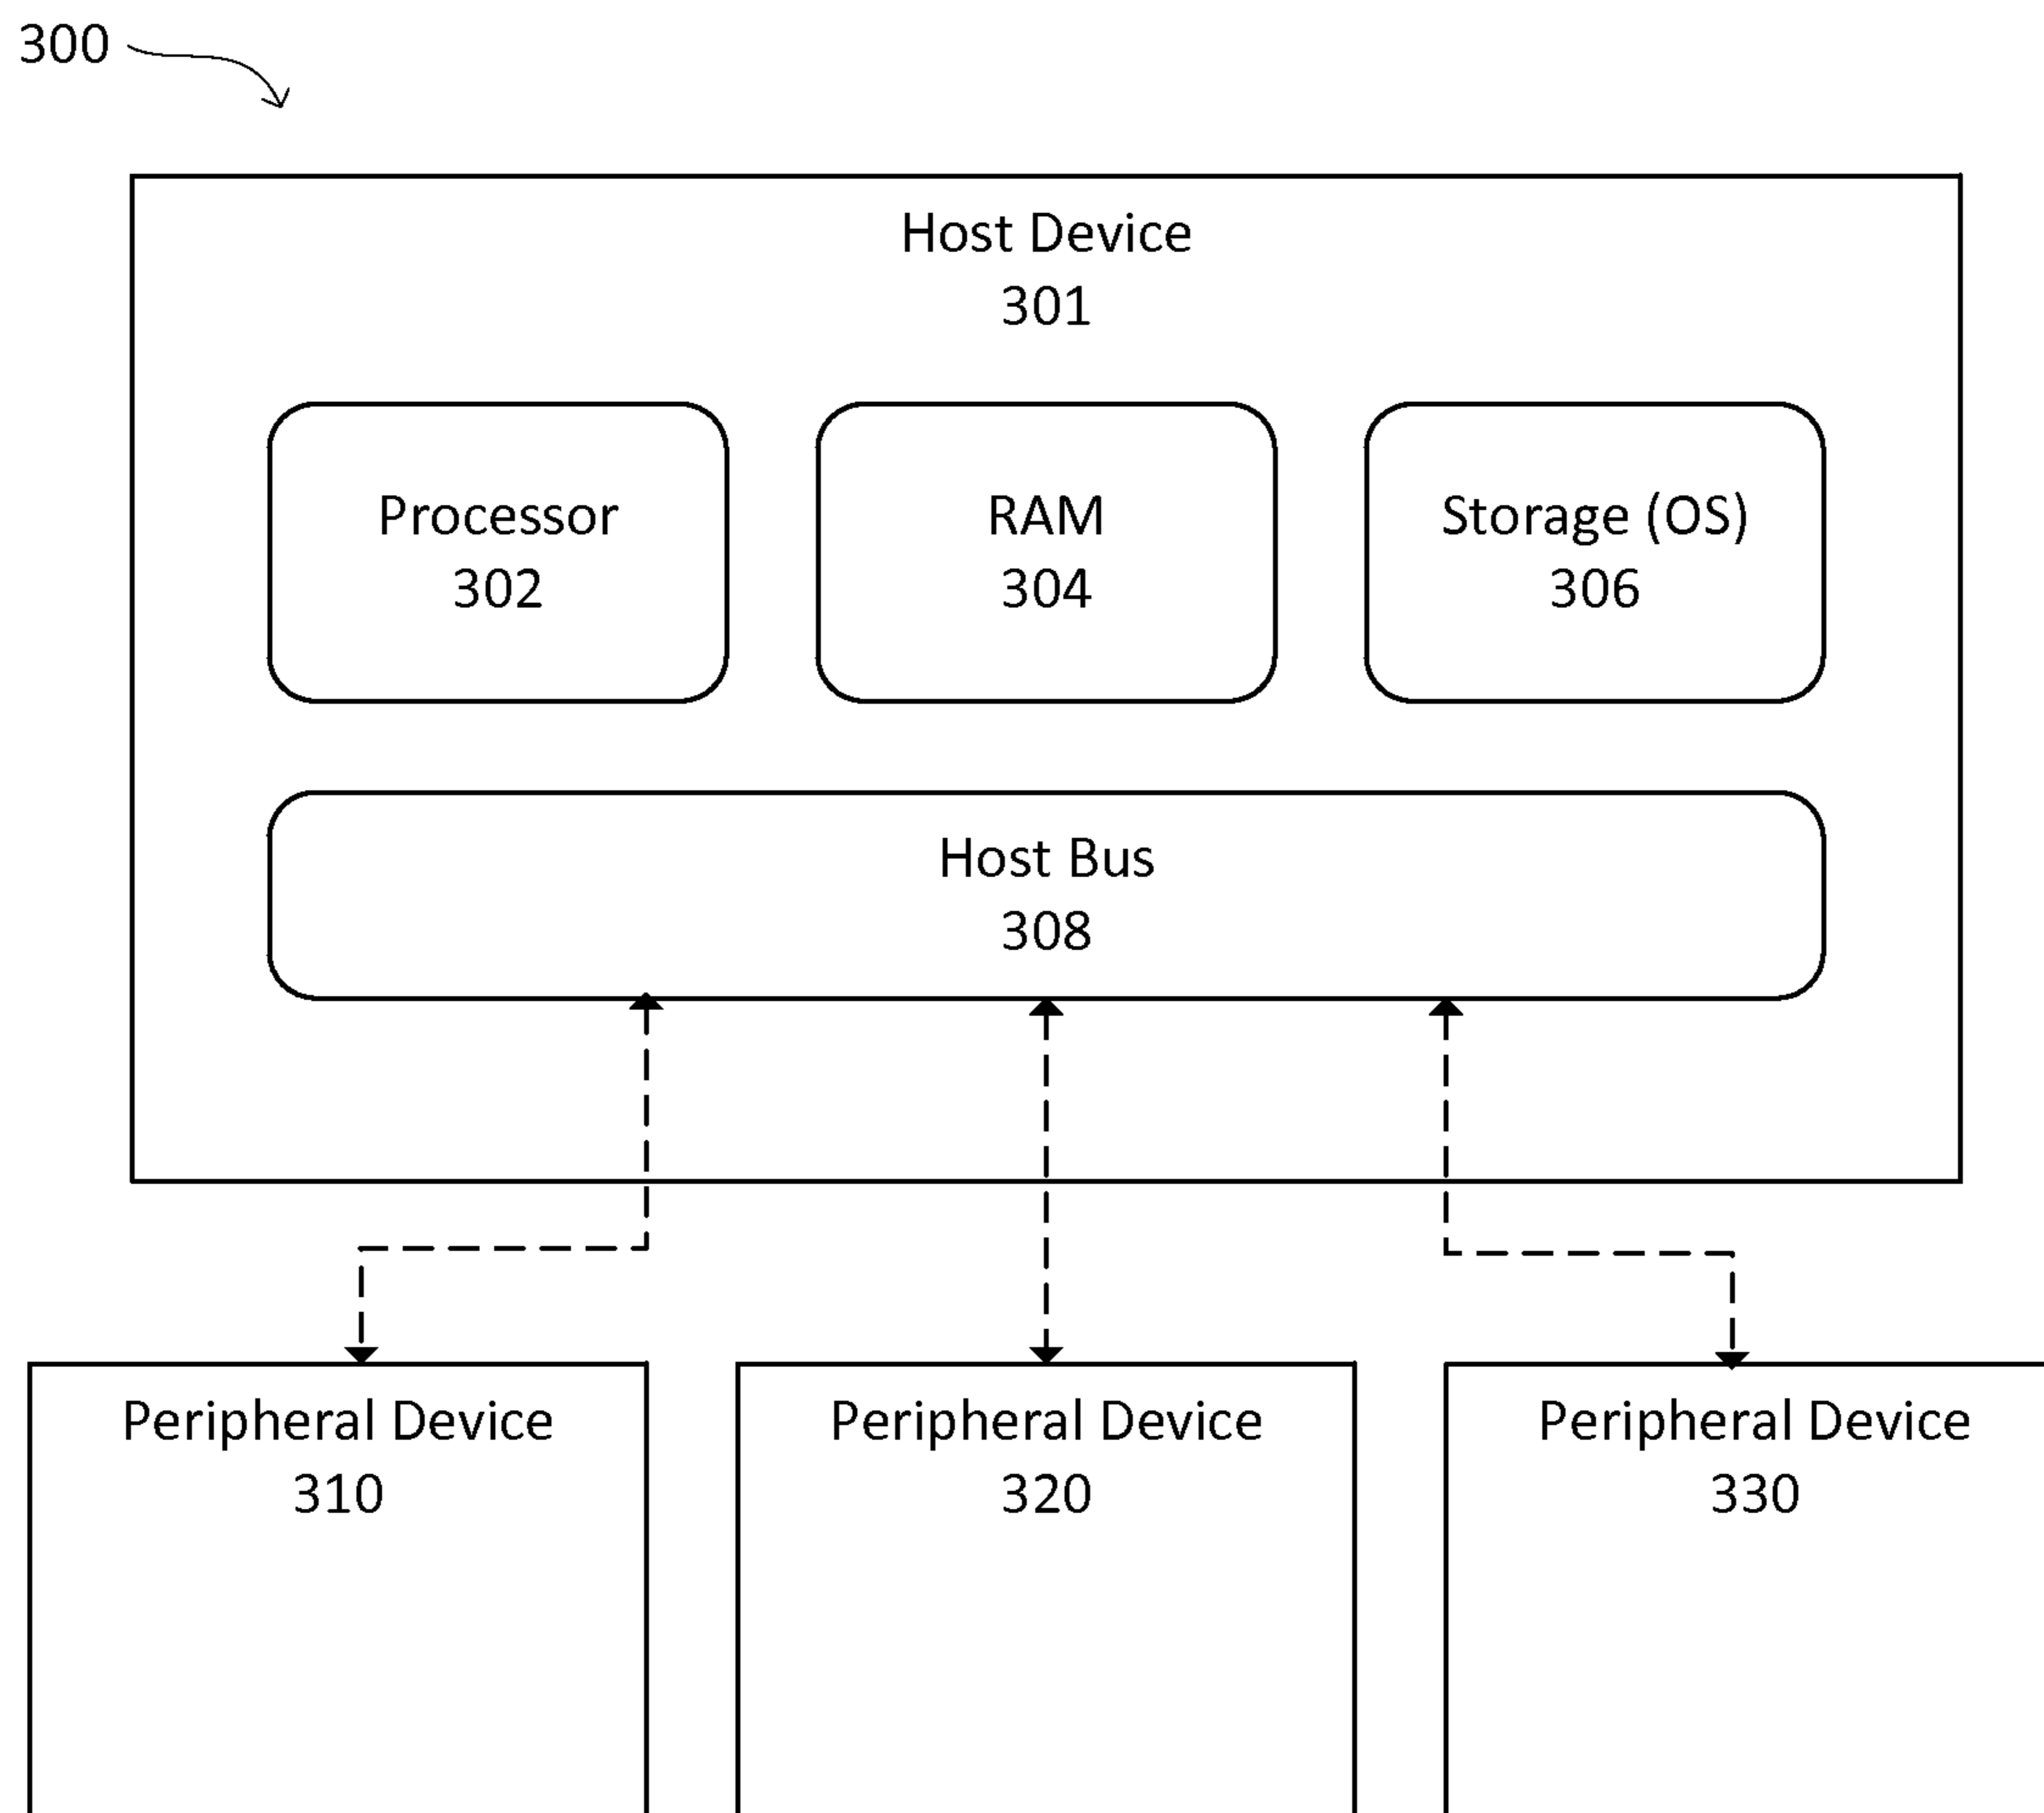 300
Host Device
301
Processor
302
RAM
304
Storage (OS)
306
Host Bus
308
Peripheral Device
310
Peripheral Device
320
Peripheral Device
330